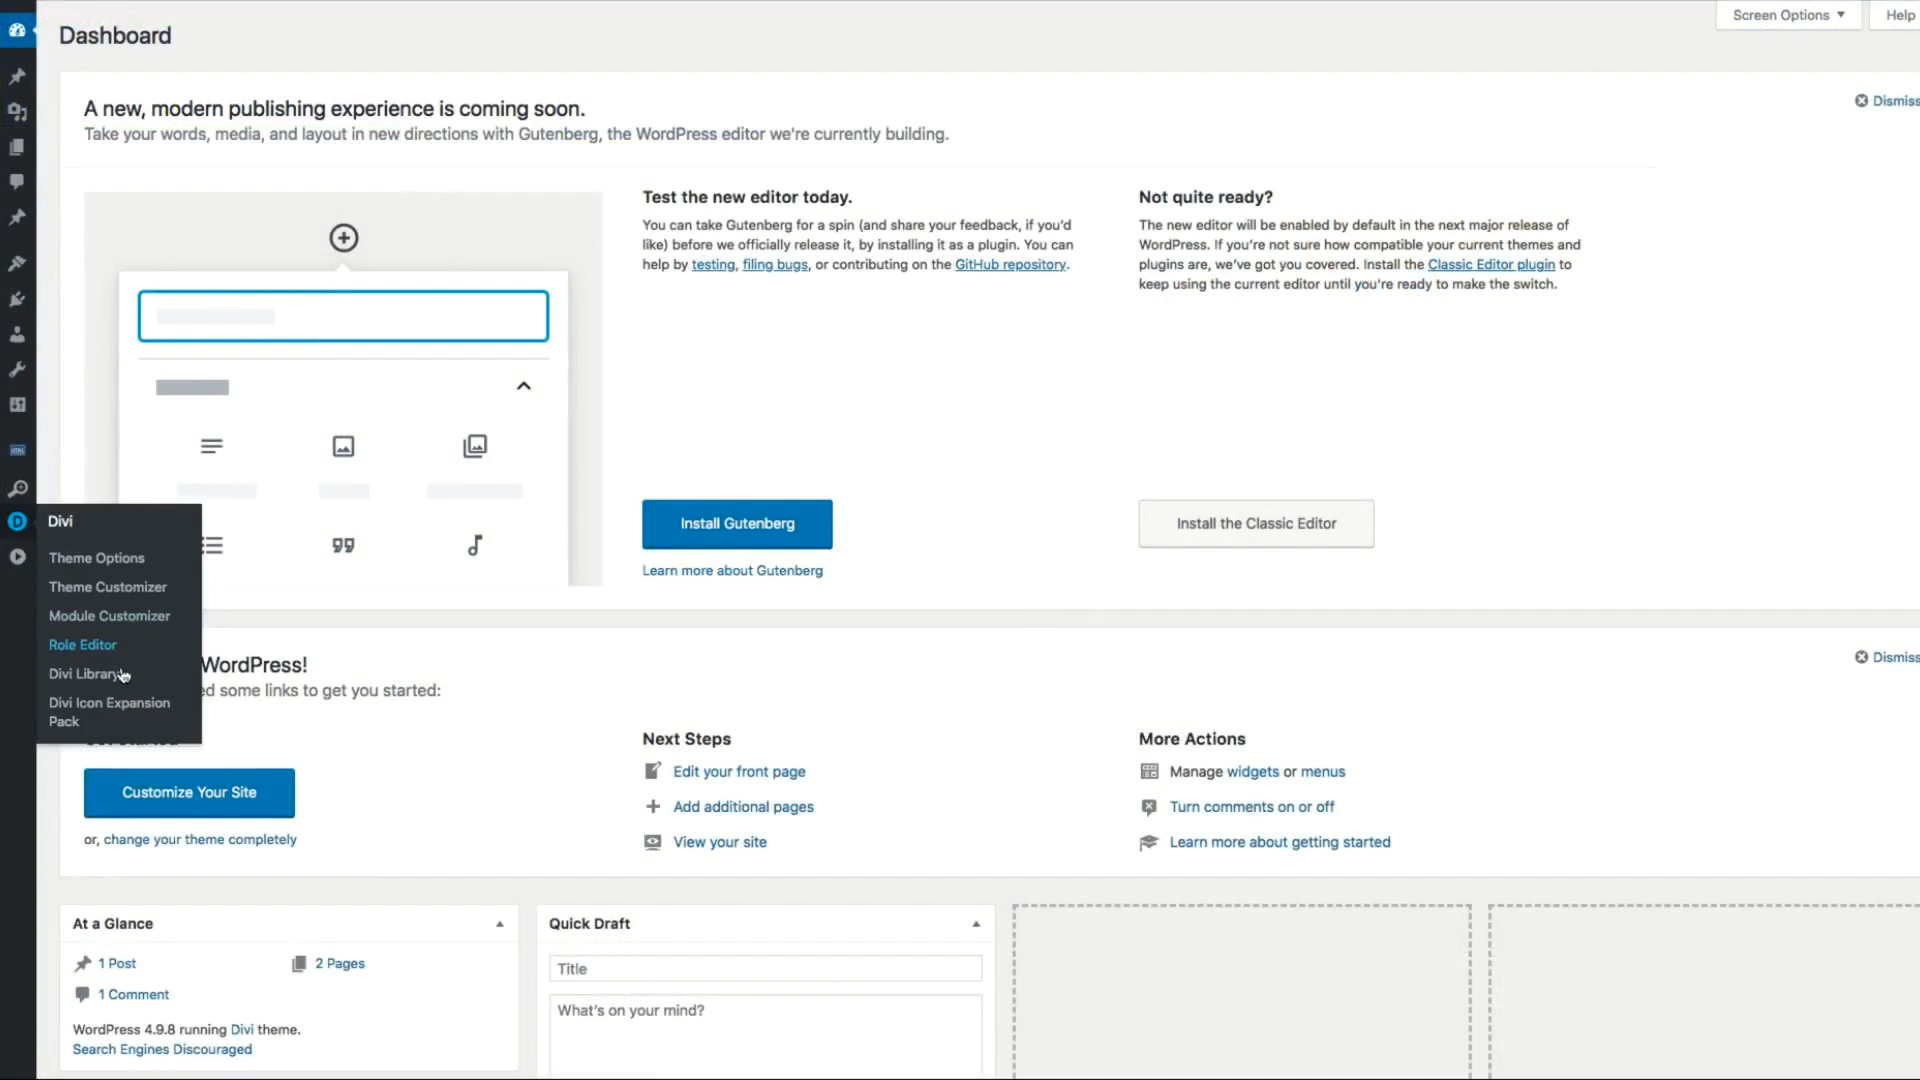 Screen Options
Help
Dashboard
A new, modern publishing experience is coming soon.
Dismiss
Take your words, media, and layout in new directions with Gutenberg, the WordPress editor we're currently building.
Test the new editor today.
You can take Gutenberg for a spin (and share your feedback, if you'd
like) before we officially release it, by installing it as a plugin. You can
help by testing, filing bugs, or contributing on the GitHub repository.
Not quite ready?
The new editor will be enabled by default in the next major release of
WordPress. If you're not sure how compatible your current themes and
plugins are, we've got you covered. Install the Classic Editor plugin to
keep using the current editor until you're ready to make the switch.
Install Gutenberg
Install the Classic Editor
Learn more about Gutenberg
Divi
Theme Options
Theme Customizer
Module Customizer
Role Editor
Divi Library
Divi Icon Expansion
Pack
WordPress!
Dismiss
ed some links to get you started:
Customize Your Site
or, change your theme completely
Next Steps
Edit your front page
Add additional pages
View your site
More Actions
Manage widgets or menus
Turn comments on or off
Learn more about getting started
At a Glance
1 Post
2 Pages
1 Comment
WordPress 4.9.8 running Divi theme.
Search Engines Discouraged
Quick Draft
Title
What's on your mind?